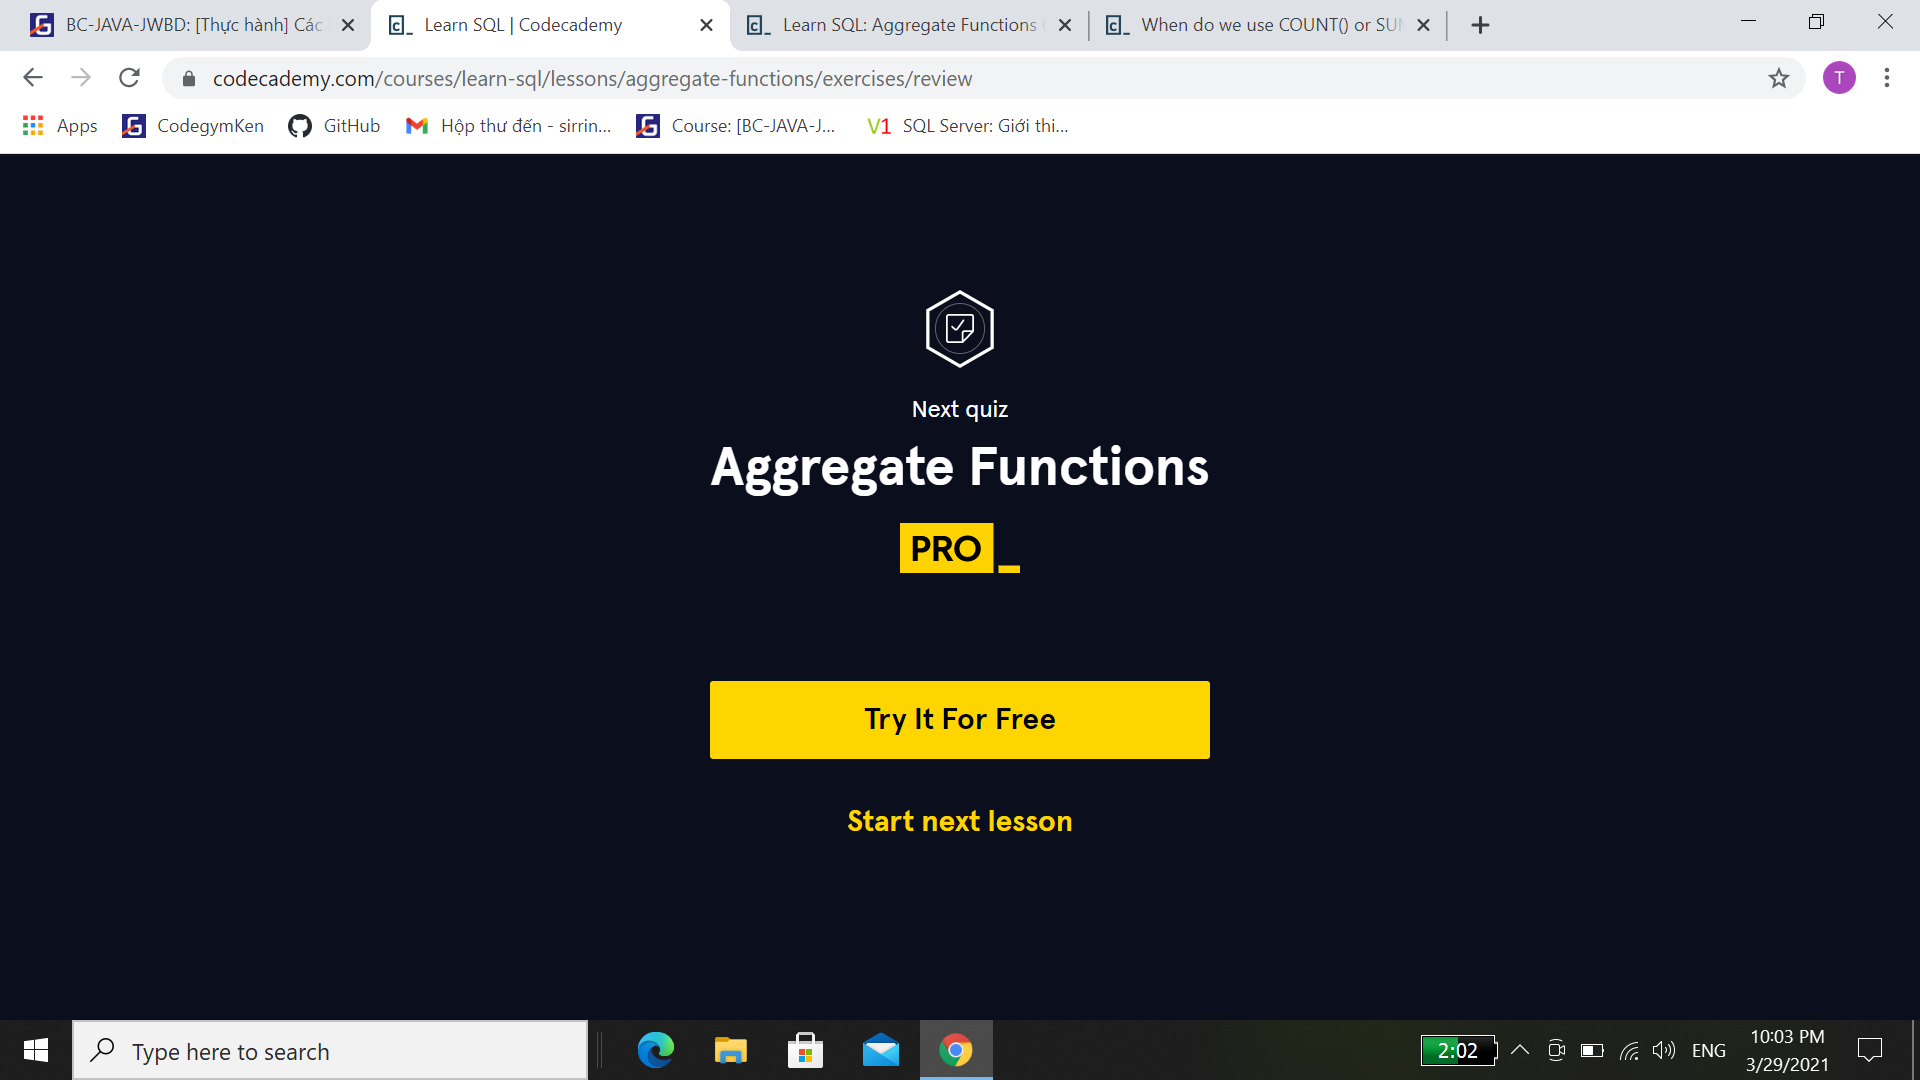 BC-JAVA-JWBD: [Thực hành] Các
Learn SQL | Codecademy
Learn SQL: Aggregate Functions
When do we use COUNT() or SUM
codecademy.com/courses/learn-sql/lessons/aggregate-functions/exercises/review
T
Apps
CodegymKen
GitHub
Hộp thư đến - sirrin...
Course: [BC-JAVA-J...
V1 SQL Server: Giới thi...
Next quiz
Aggregate Functions
PRO_
Try It For Free
Start next lesson
Type here to search
2:02
ENG
10:03 PM
3/29/2021